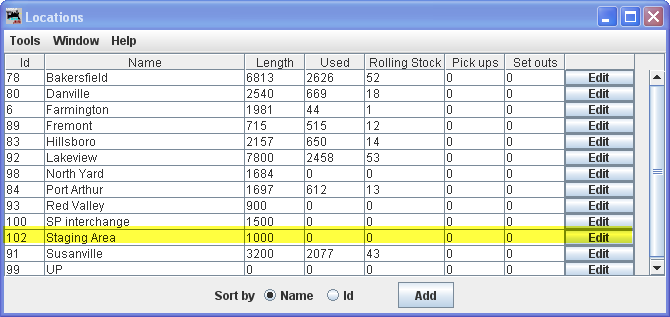 Locations
Tools Window Help
Id Name Length Used Rolling Stock Pick ups Set outs
78 Bakersfield 6813 2626 52 0 0 Edit
80 Danville 2540 669 18 0 0 Edit
6 Farmington 1981 44 1 0 0 Edit
89 Fremont 715 515 12 0 0 Edit
83 Hillsboro 2157 650 14 0 0 Edit
92 Lakeview 7800 2458 53 0 0 Edit
98 North Yard 1684 0 0 0 0 Edit
84 Port Arthur 1697 612 13 0 0 Edit
93 Red Valley 900 0 0 0 0 Edit
100 SP interchange 1500 0 0 0 0 Edit
102 Staging Area 1000 0 0 0 0 Edit
91 Susanville 3200 2077 43 0 0 Edit
99 UP 0 0 0 0 0 Edit
Sort by Name Id Add